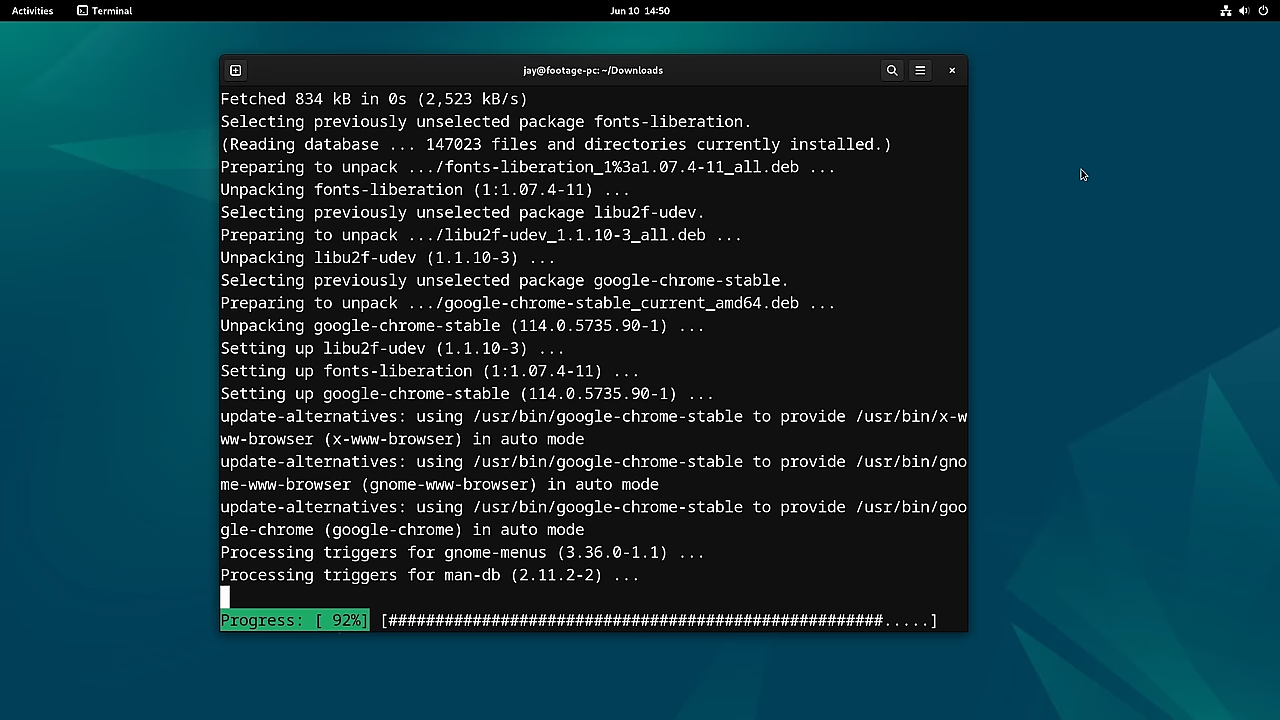 Activities Terminal Jun 10 14:50
jay@footage-pc: ~/Downloads
Fetched 834 kB in 0s (2,523 kB/s)
Selecting previously unselected package fonts-liberation.
(Reading database ... 147023 files and directories currently installed.)
Preparing to unpack .../fonts-liberation_1%3a1.07.4-11_all.deb ...
Unpacking fonts-liberation (1:1.07.4-11) ...
Selecting previously unselected package libu2f-udev.
Preparing to unpack .../libu2f-udev_1.1.10-3_all.deb ...
Unpacking libu2f-udev (1.1.10-3) ...
Selecting previously unselected package google-chrome-stable.
Preparing to unpack .../google-chrome-stable_current_amd64.deb ...
Unpacking google-chrome-stable (114.0.5735.90-1) ...
Setting up libu2f-udev (1.1.10-3) ...
Setting up fonts-liberation (1:1.07.4-11) ...
Setting up google-chrome-stable (114.0.5735.90-1) ...
update-alternatives: using /usr/bin/google-chrome-stable to provide /usr/bin/x-w
ww-browser (x-www-browser) in auto mode
update-alternatives: using /usr/bin/google-chrome-stable to provide /usr/bin/gno
me-www-browser (gnome-www-browser) in auto mode
update-alternatives: using /usr/bin/google-chrome-stable to provide /usr/bin/goo
gle-chrome (google-chrome) in auto mode
Processing triggers for gnome-menus (3.36.0-1.1) ...
Processing triggers for man-db (2.11.2-2) ...
Progress: [ 92%] [#####################################################.....]